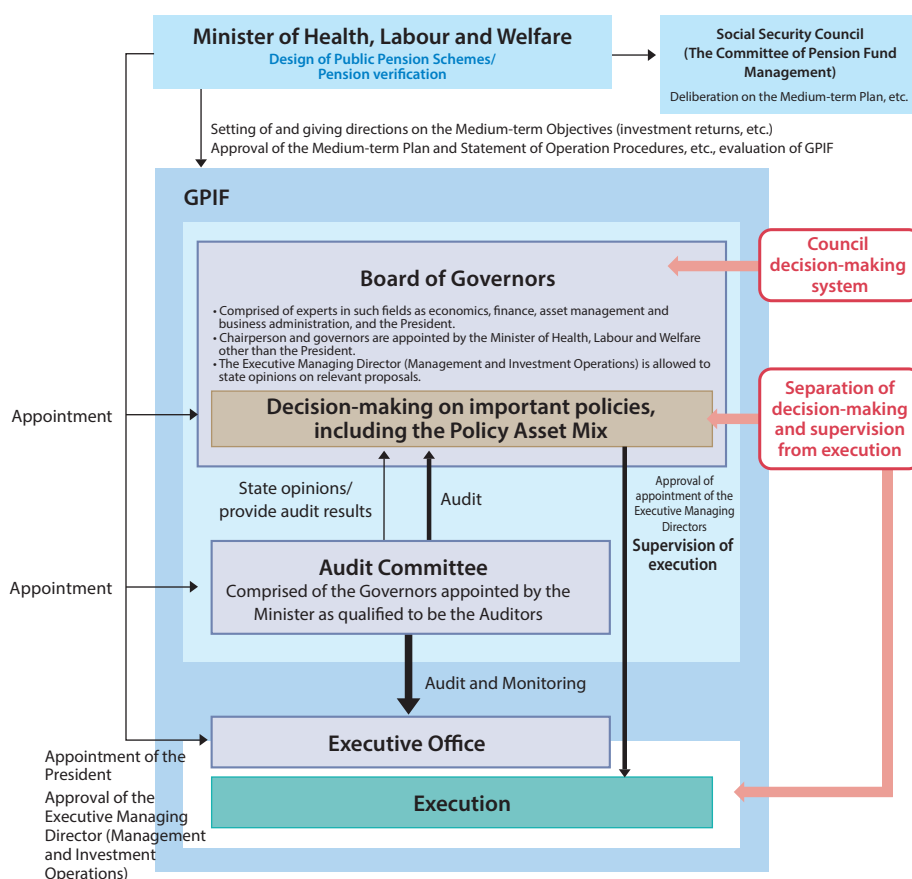 Minister of Health, Labour and Welfare
Design of Public Pension Schemes/
Pension verification
Social Security Council
(The Committee of Pension Fund
Management)
Deliberation on the Medium-term Plan, etc.
Setting of and giving directions on the Medium-term Objectives (investment returns, etc.)
Approval of the Medium-term Plan and Statement of Operation Procedures, etc., evaluation of GPIF
GPIF
Board of Governors
• Comprised of experts in such fields as economics, finance, asset management and
business administration, and the President.
• Chairperson and governors are appointed by the Minister of Health, Labour and Welfare
other than the President.
• The Executive Managing Director (Management and Investment Operations) is allowed to
state opinions on relevant proposals.
Decision-making on important policies,
including the Policy Asset Mix
Council
decision-making
system
Separation of
decision-making
and supervision
from execution
Appointment
State opinions/
provide audit results
Audit
Approval of
appointment of the
Executive Managing
Directors
Supervision of
execution
Audit Committee
Comprised of the Governors appointed by the
Minister as qualified to be the Auditors
Appointment
Audit and Monitoring
Executive Office
Appointment of the
President
Approval of the
Executive Managing
Director (Management
and Investment
Operations)
Execution